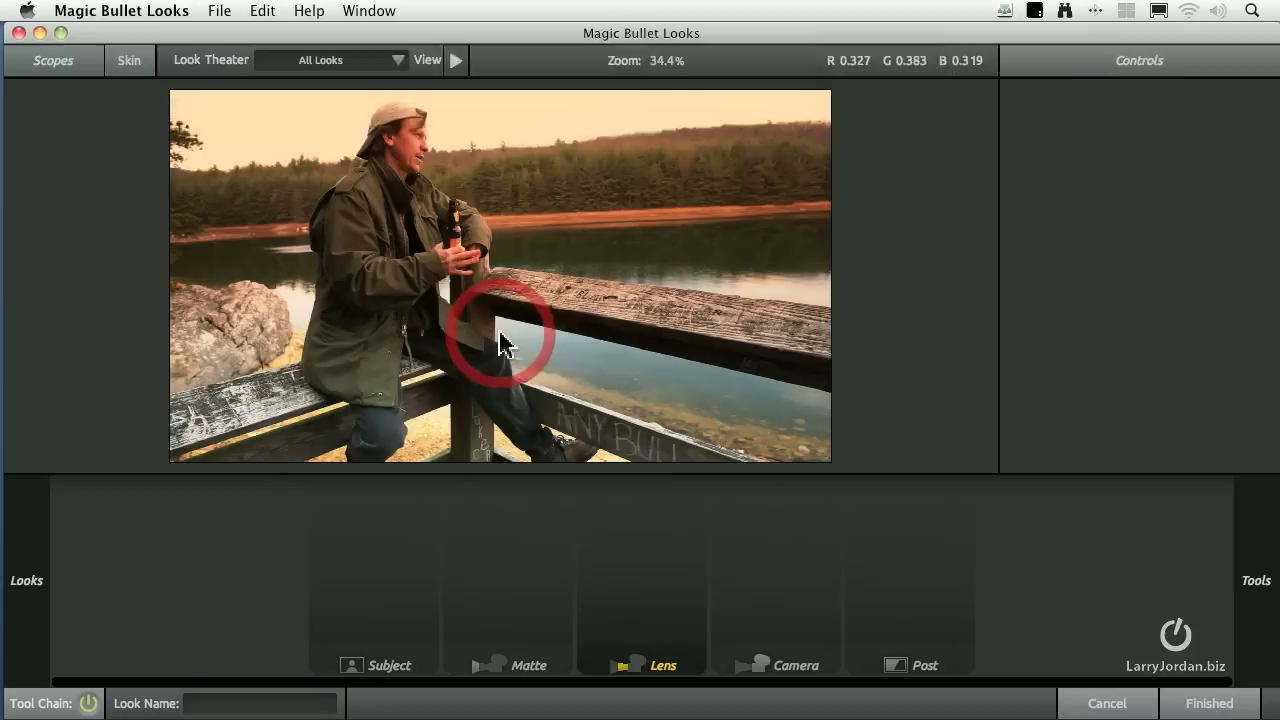 Magic Bullet Looks File Edit Help Window
Magic Bullet Looks
Scopes Skin Look Theater All Looks View Zoom: 34.4% R 0.327 G 0.383 B 0.319 Controls
ANY BULL
Looks Tools
Subject Matte Lens Camera Post
LarryJordan.biz
Tool Chain: Look Name: Cancel Finished